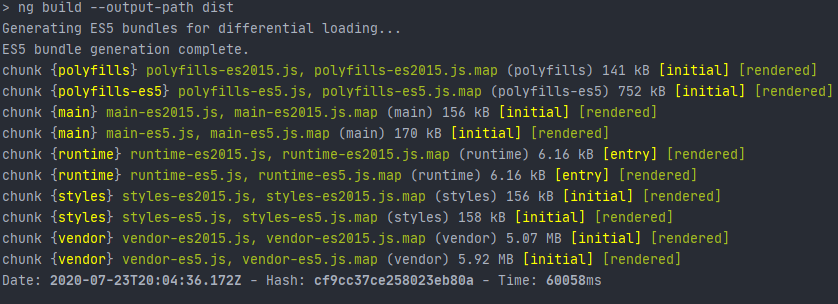 > ng build --output-path dist
Generating ES5 bundles for differential loading...
ES5 bundle generation complete.
chunk {polyfills} polyfills-es2015.js, polyfills-es2015.js.map (polyfills) 141 kB [initial] [rendered]
chunk {polyfills-es5} polyfills-es5.js, polyfills-es5.js.map (polyfills-es5) 752 kB [initial] [rendered]
chunk {main} main-es2015.js, main-es2015.js.map (main) 156 kB [initial] [rendered]
chunk {main} main-es5.js, main-es5.js.map (main) 170 kB [initial] [rendered]
chunk {runtime} runtime-es2015.js, runtime-es2015.js.map (runtime) 6.16 kB [entry] [rendered]
chunk {runtime} runtime-es5.js, runtime-es5.js.map (runtime) 6.16 kB [entry] [rendered]
chunk {styles} styles-es2015.js, styles-es2015.js.map (styles) 156 kB [initial] [rendered]
chunk {styles} styles-es5.js, styles-es5.js.map (styles) 158 kB [initial] [rendered]
chunk {vendor} vendor-es2015.js, vendor-es2015.js.map (vendor) 5.07 MB [initial] [rendered]
chunk {vendor} vendor-es5.js, vendor-es5.js.map (vendor) 5.92 MB [initial] [rendered]
Date: 2020-07-23T20:04:36.172Z - Hash: cf9cc37ce258023eb80a - Time: 60058ms